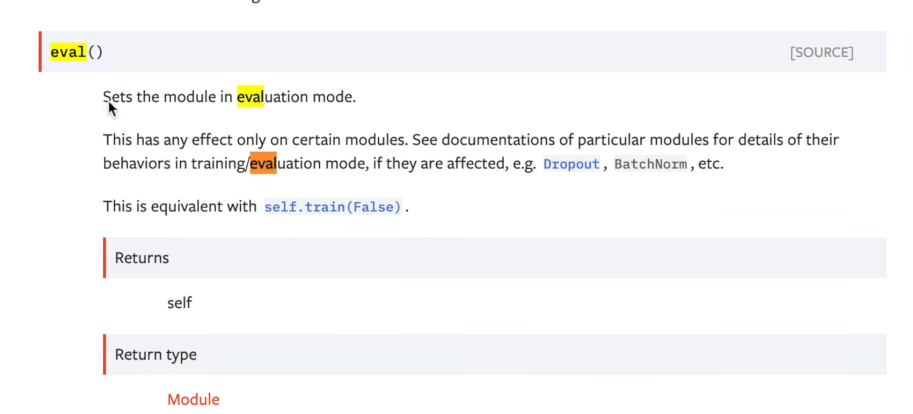 eval()
[SOURCE]
Sets the module in evaluation mode.
This has any effect only on certain modules. See documentations of particular modules for details of their
behaviors in training/evaluation mode, if they are affected, e.g. Dropout, BatchNorm, etc.
This is equivalent with self.train(False).
Returns
self
Return type
Module